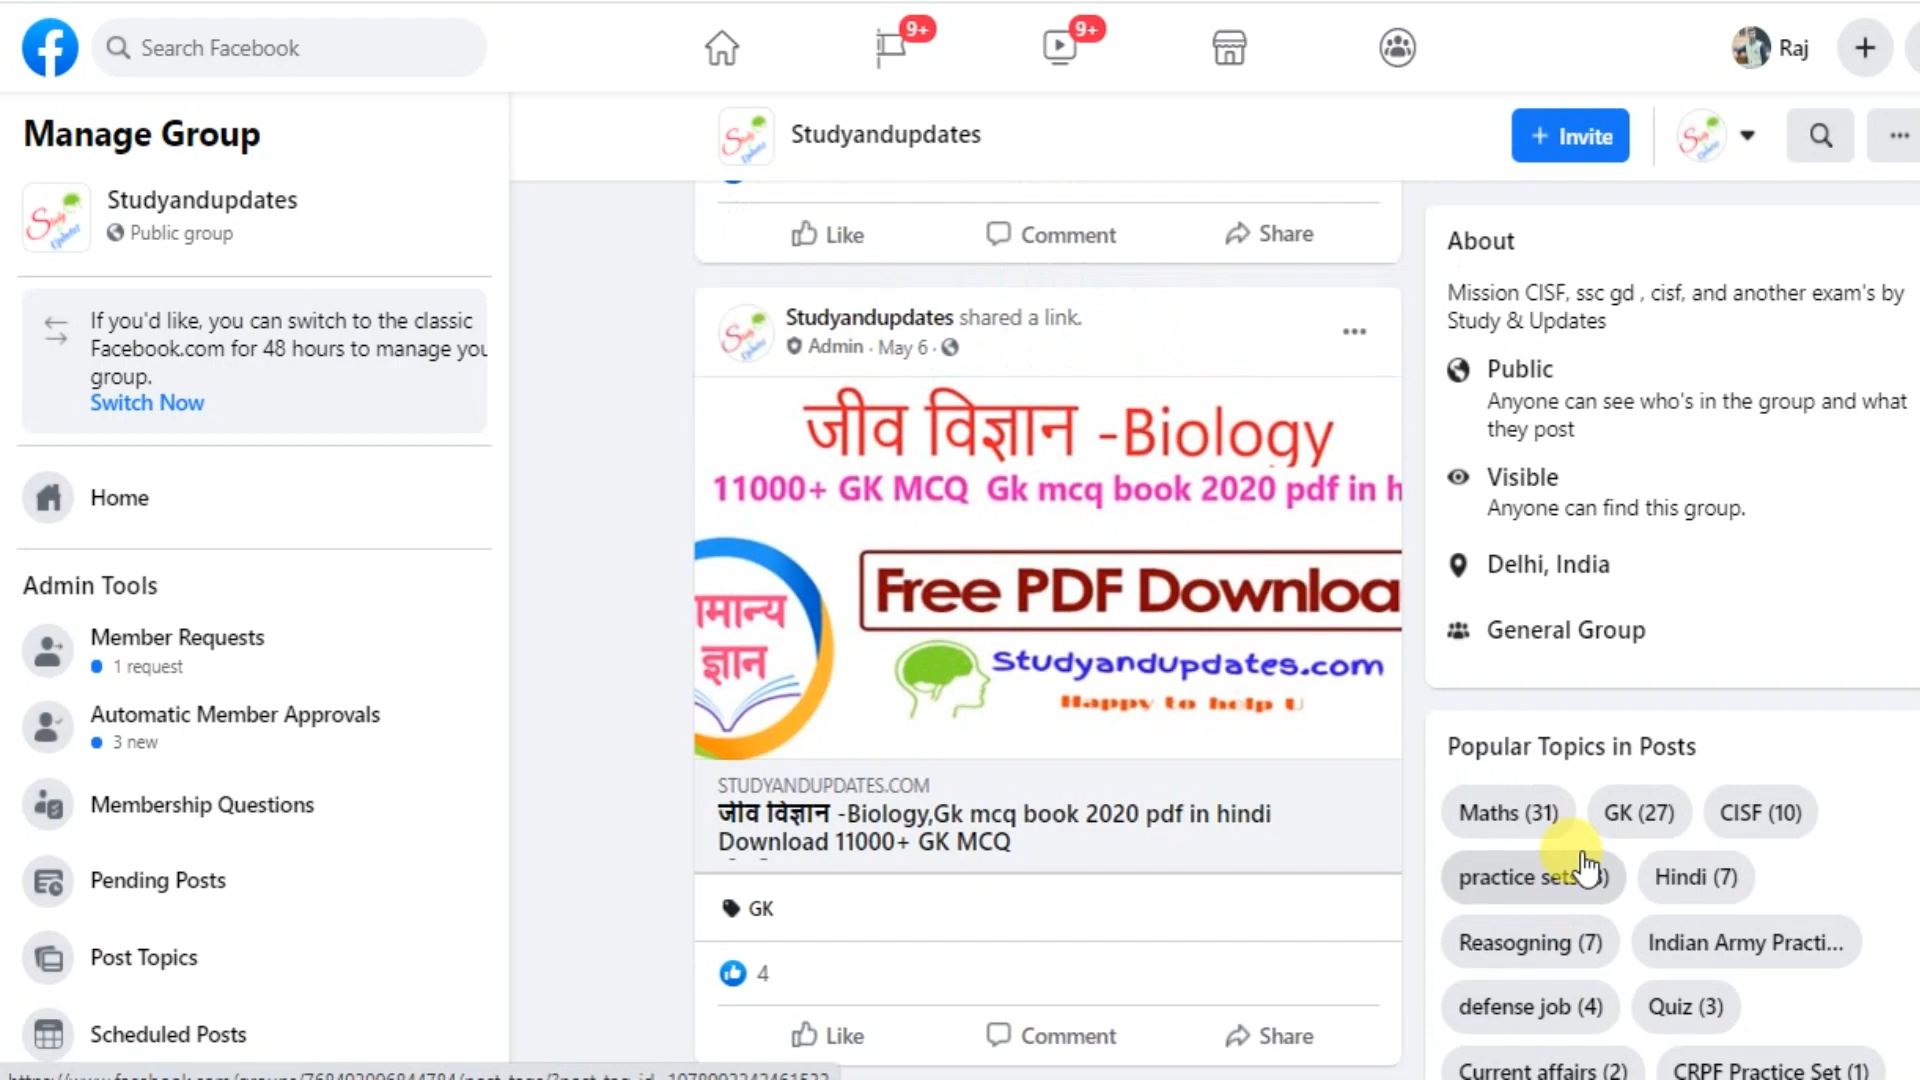 Search Facebook
9+
9+
Raj
Manage Group
Studyandupdates
Public group
If you'd like, you can switch to the classic
Facebook.com for 48 hours to manage you
group.
Switch Now
Home
Admin Tools
Member Requests
1 request
Automatic Member Approvals
3 new
Membership Questions
Pending Posts
Post Topics
Scheduled Posts
Studyandupdates
+ Invite
Like Comment Share
Studyandupdates shared a link.
Admin · May 6 ·
जीव विज्ञान -Biology
11000+ GK MCQ Gk mcq book 2020 pdf in h
मान्य
ज्ञान
Free PDF Downloa
Studyandupdates.com
Happy to help U
STUDYANDUPDATES.COM
जीव विज्ञान -Biology,Gk mcq book 2020 pdf in hindi
Download 11000+ GK MCQ
GK
4
Like Comment Share
About
Mission CISF, ssc gd , cisf, and another exam's by
Study & Updates
Public
Anyone can see who's in the group and what
they post
Visible
Anyone can find this group.
Delhi, India
General Group
Popular Topics in Posts
Maths (31) GK (27) CISF (10)
practice sets Hindi (7)
Reasogning (7) Indian Army Practi...
defense job (4) Quiz (3)
Current affairs (2) CRPF Practice Set (1)